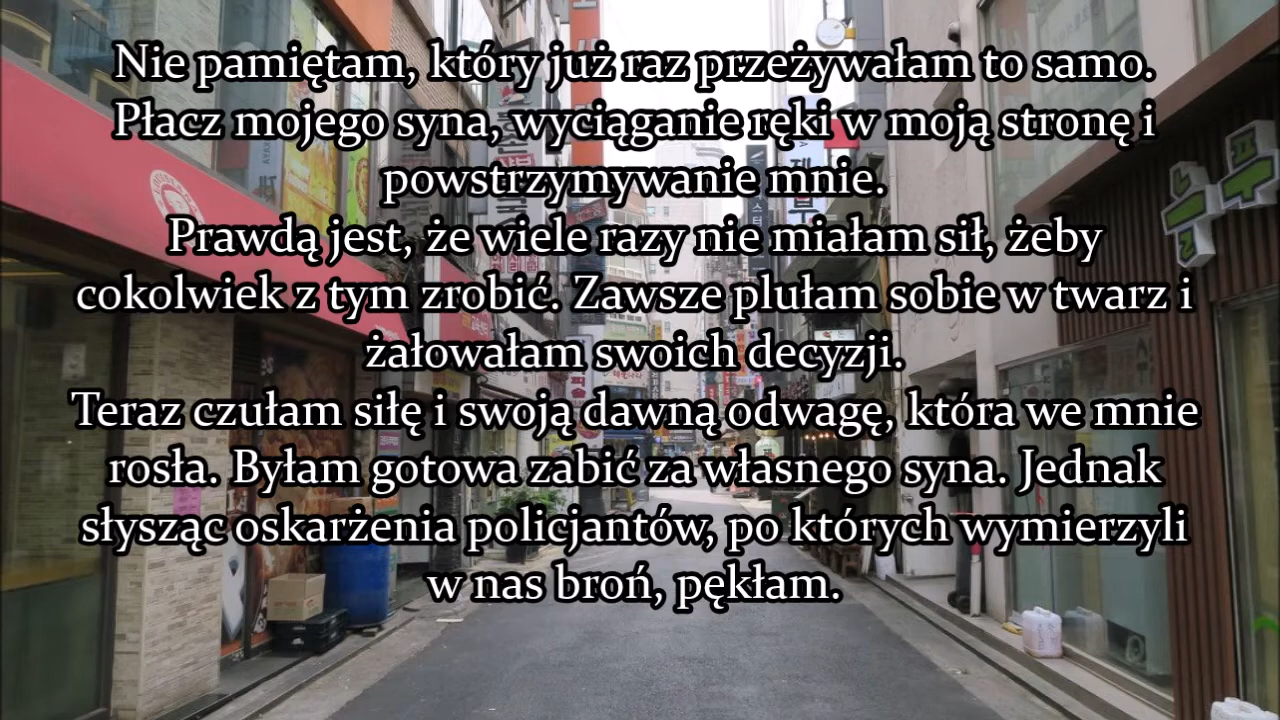 Nie pamiętam, który już raz przeżywałam to samo.
Płacz mojego syna, wyciąganie ręki w moją stronę i
powstrzymywanie mnie.
Prawdą jest, że wiele razy nie miałam sił, żeby
cokolwiek z tym zrobić. Zawsze plułam sobie w twarz i
żałowałam swoich decyzji.
Teraz czułam siłę i swoją dawną odwagę, która we mnie
rosła. Byłam gotowa zabić za własnego syna. Jednak
słysząc oskarżenia policjantów, po których wymierzyli
w nas broń, pękłam.